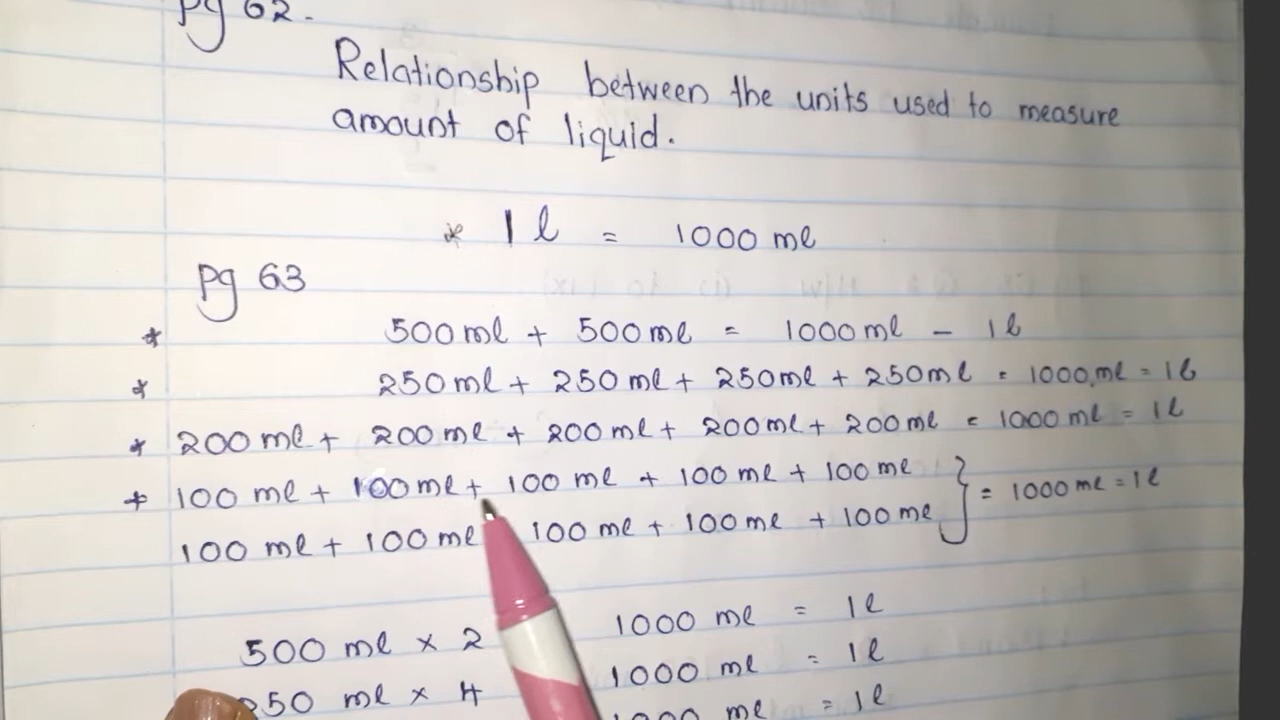 pg 62.
Relationship between the units used to measure
amount of liquid.
* 1 l = 1000 ml
pg 63
* 500 ml + 500 ml = 1000 ml - 1 l
* 250 ml + 250 ml + 250 ml + 250 ml = 1000 ml = 1 l
* 200 ml + 200 ml + 200 ml + 200 ml + 200 ml = 1000 ml = 1 l
* 100 ml + 100 ml + 100 ml + 100 ml + 100 ml
100 ml + 100 ml 100 ml + 100 ml + 100 ml } = 1000 ml = 1 l
500 ml × 2 1000 ml = 1 l
250 ml × 4 1000 ml = 1 l
1000 ml = 1 l